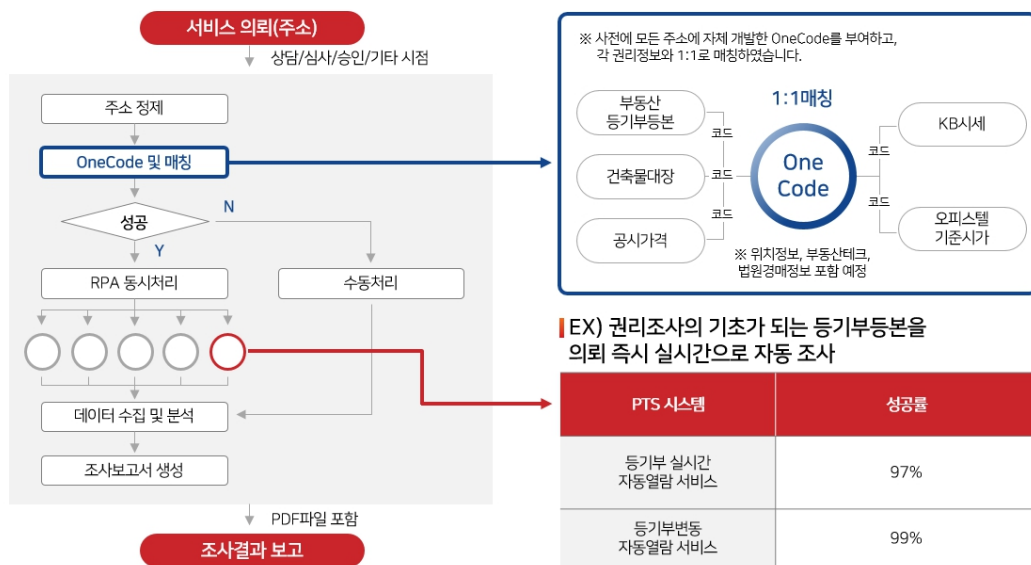 서비스 의뢰(주소)
상담/심사/승인/기타 시점
주소 정제
OneCode 및 매칭
성공
N
Y
RPA 동시처리
수동처리
데이터 수집 및 분석
조사보고서 생성
PDF파일 포함
조사결과 보고
※ 사전에 모든 주소에 자체 개발한 OneCode를 부여하고,
각 권리정보와 1:1로 매칭하였습니다.
1:1매칭
부동산
등기부등본
코드
건축물대장
코드
공시가격
코드
One
Code
코드
KB시세
코드
오피스텔
기준시가
※ 위치정보, 부동산테크,
법원경매정보 포함 예정
EX) 권리조사의 기초가 되는 등기부등본을
의뢰 즉시 실시간으로 자동 조사
PTS 시스템
성공률
등기부 실시간
자동열람 서비스
97%
등기부변동
자동열람 서비스
99%